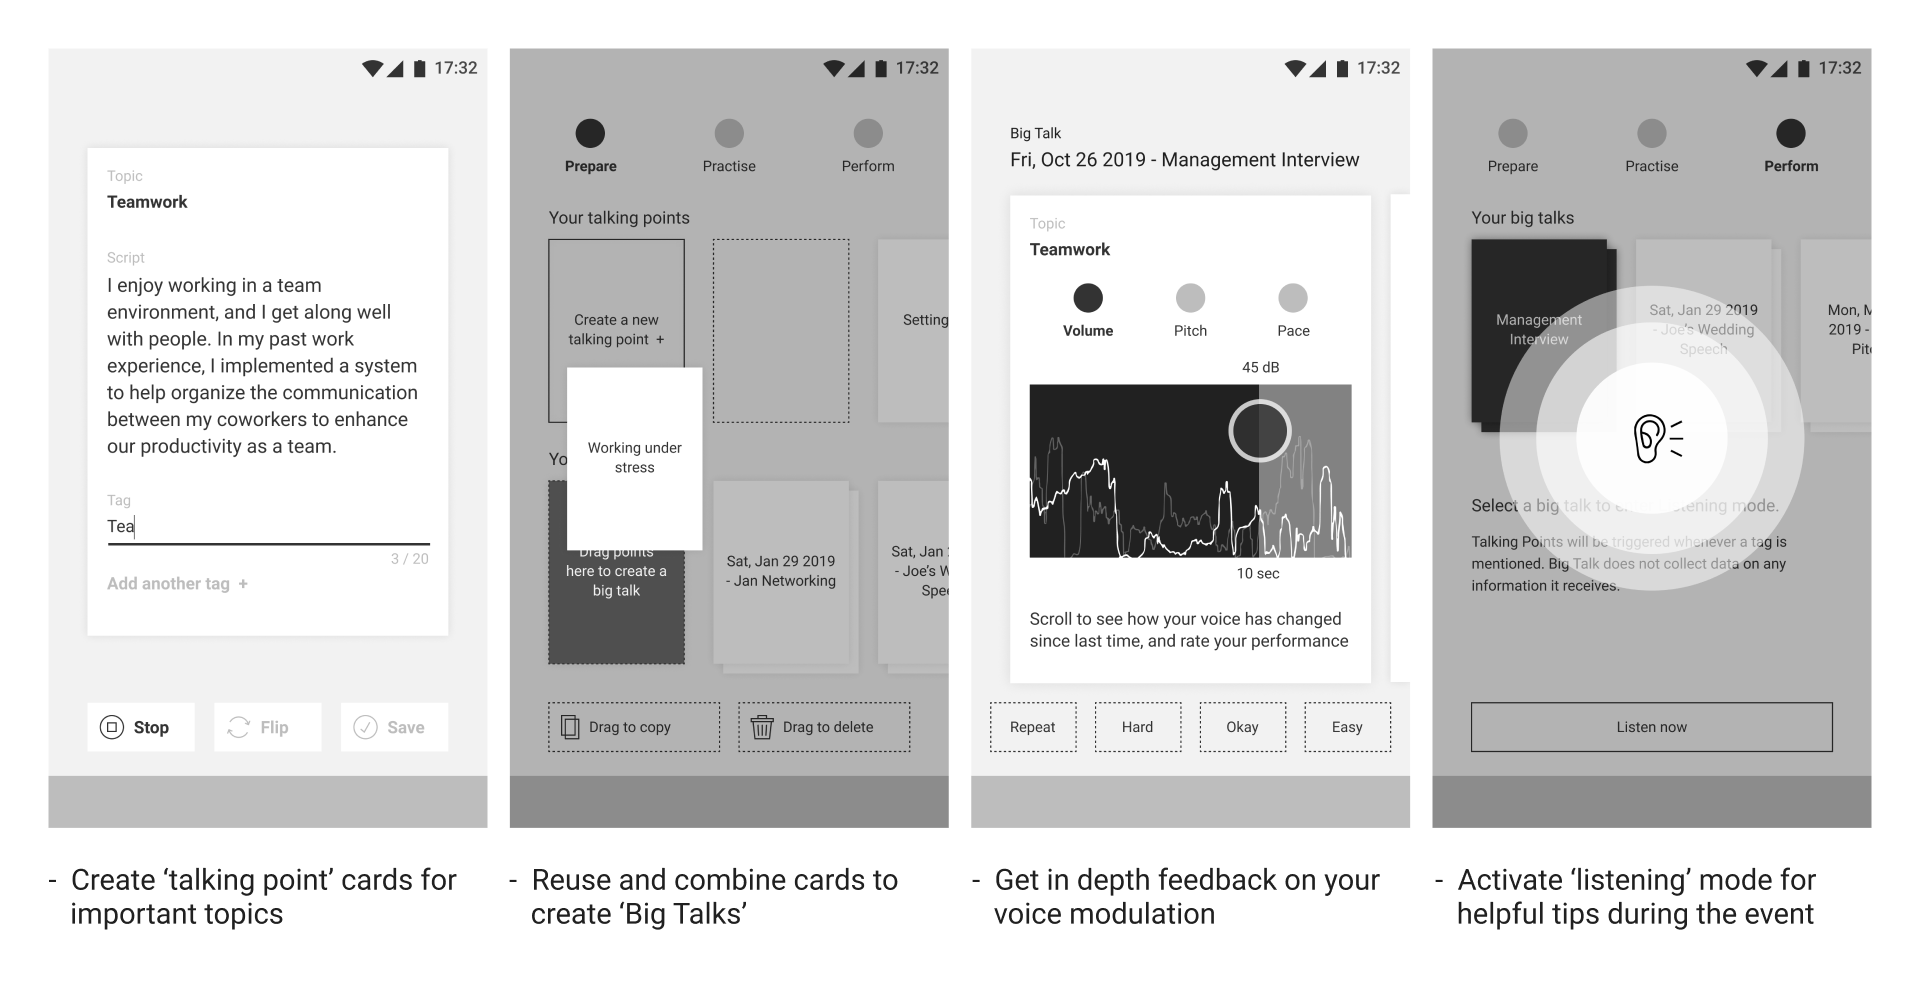 17:32
Topic
Teamwork
Script
I enjoy working in a team
environment, and I get along well
with people. In my past work
experience, I implemented a system
to help organize the communication
between my coworkers to enhance
our productivity as a team.
Tag
Tea
3 / 20
Add another tag +
Stop
Flip
Save
- Create ‘talking point’ cards for
important topics
17:32
Prepare
Practise
Perform
Your talking points
Create a new
talking point +
Setting
Working under
stress
Yo
Drag points
here to create a
big talk
Sat, Jan 29 2019
- Jan Networking
Sat, Jan
- Joe's W
Spee
Drag to copy
Drag to delete
- Reuse and combine cards to
create ‘Big Talks’
17:32
Big Talk
Fri, Oct 26 2019 - Management Interview
Topic
Teamwork
Volume
Pitch
Pace
45 dB
10 sec
Scroll to see how your voice has changed
since last time, and rate your performance
Repeat
Hard
Okay
Easy
- Get in depth feedback on your
voice modulation
17:32
Prepare
Practise
Perform
Your big talks
Management
Interview
Sat, Jan 29 2019
- Joe's Wedding
Speech
Mon, M
2019 -
Pit
Select a big talk to listening mode.
Talking Points will be triggered whenever a tag is
mentioned. Big Talk does not collect data on any
information it receives.
Listen now
- Activate ‘listening’ mode for
helpful tips during the event